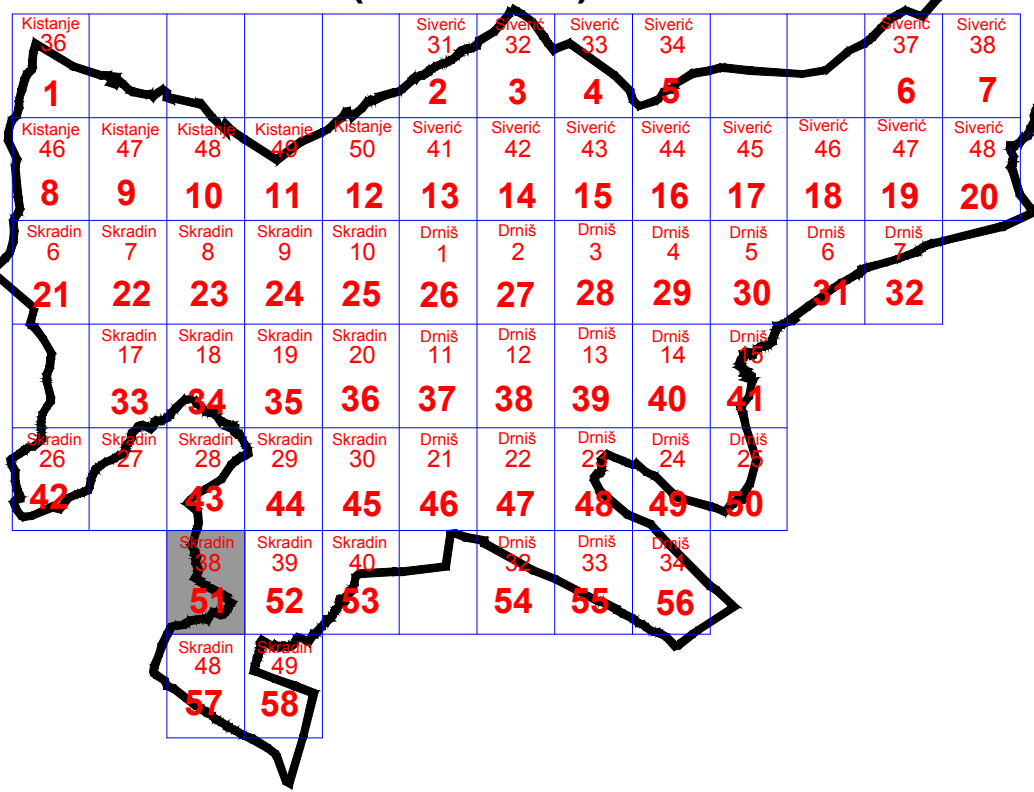 Kistanje Siverić Siverić Siverić Siverić Siverić Siverić
36 31 32 33 34 37 38
1 2 3 4 5 6 7
Kistanje Kistanje Kistanje Kistanje Kistanje Siverić Siverić Siverić Siverić Siverić Siverić Siverić Siverić
46 47 48 49 50 41 42 43 44 45 46 47 48
8 9 10 11 12 13 14 15 16 17 18 19 20
Skradin Skradin Skradin Skradin Skradin Drniš Drniš Drniš Drniš Drniš Drniš Drniš
6 7 8 9 10 1 2 3 4 5 6 7
21 22 23 24 25 26 27 28 29 30 31 32
Skradin Skradin Skradin Skradin Drniš Drniš Drniš Drniš Drniš
17 18 19 20 11 12 13 14 15
33 34 35 36 37 38 39 40 41
Skradin Skradin Skradin Skradin Skradin Drniš Drniš Drniš Drniš Drniš
26 27 28 29 30 21 22 23 24 25
42 43 44 45 46 47 48 49 50
Skradin Skradin Skradin Drniš Drniš Drniš
38 39 40 32 33 34
51 52 53 54 55 56
Skradin Skradin
48 49
57 58